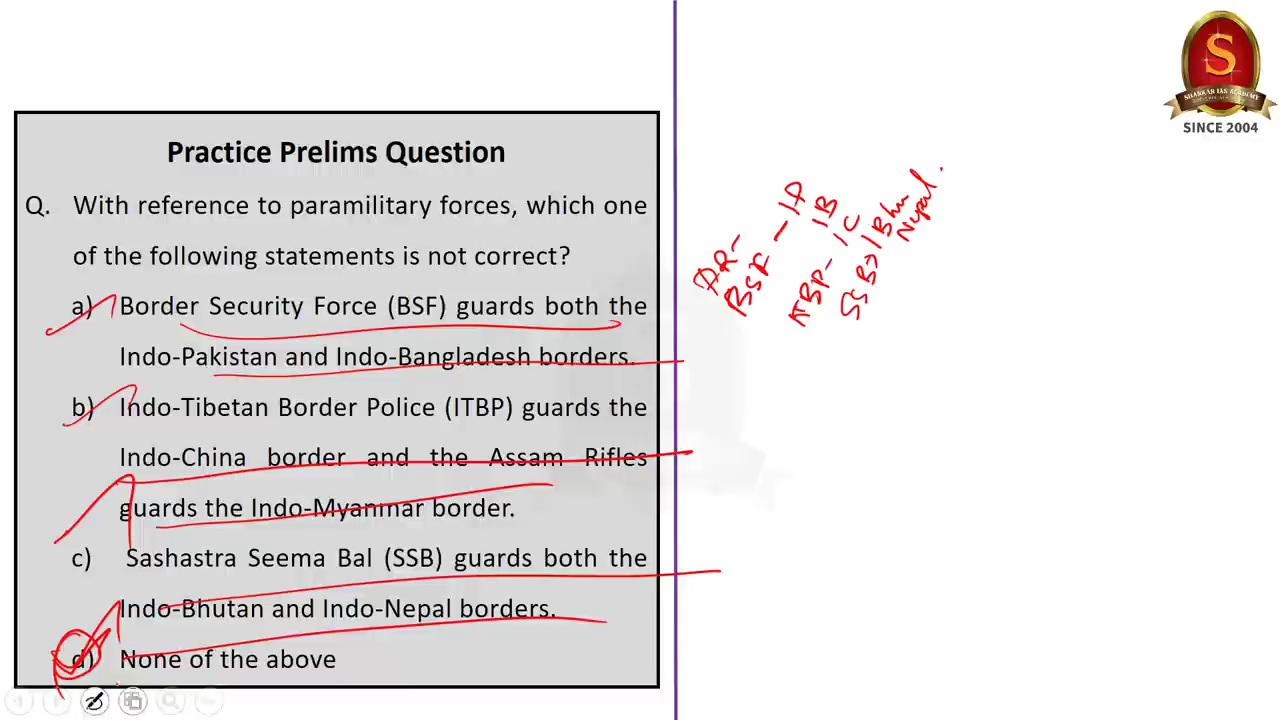 Practice Prelims Question
Q. With reference to paramilitary forces, which one
of the following statements is not correct?
a) Border Security Force (BSF) guards both the
Indo-Pakistan and Indo-Bangladesh borders.
b) Indo-Tibetan Border Police (ITBP) guards the
Indo-China border and the Assam Rifles
guards the Indo-Myanmar border.
c) Sashastra Seema Bal (SSB) guards both the
Indo-Bhutan and Indo-Nepal borders.
d) None of the above
AR-
BSF - IP
IB
ITBP - IC
SSB → IBhu
Nepal.
S
SHANKAR IAS ACADEMY
SINCE 2004